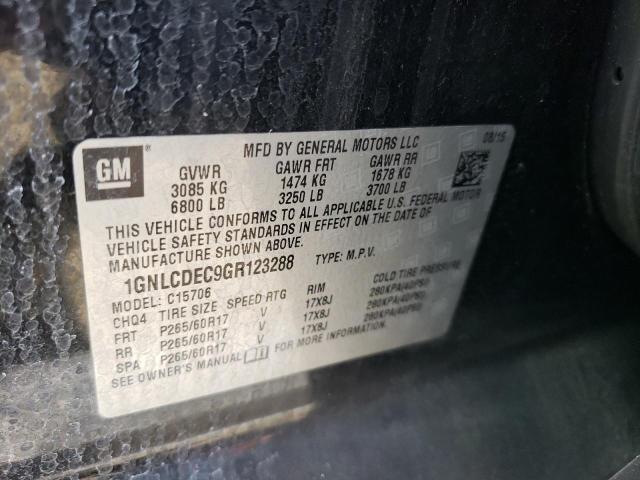 GM
MFD BY GENERAL MOTORS LLC 08/15
GVWR GAWR FRT GAWR RR
3085 KG 1474 KG 1678 KG
6800 LB 3250 LB 3700 LB
THIS VEHICLE CONFORMS TO ALL APPLICABLE U.S. FEDERAL MOTOR
VEHICLE SAFETY STANDARDS IN EFFECT ON THE DATE OF
MANUFACTURE SHOWN ABOVE.
1GNLCDEC9GR123288 TYPE: M.P.V.
MODEL: C15706
CHQ4 TIRE SIZE SPEED RTG RIM COLD TIRE PRESSURE
FRT P265/60R17 V 17X8J 280KPA(40PSI)
RR P265/60R17 V 17X8J 280KPA(40PSI)
SPA P265/60R17 V 17X8J 280KPA(40PSI)
SEE OWNER'S MANUAL FOR MORE INFORMATION.